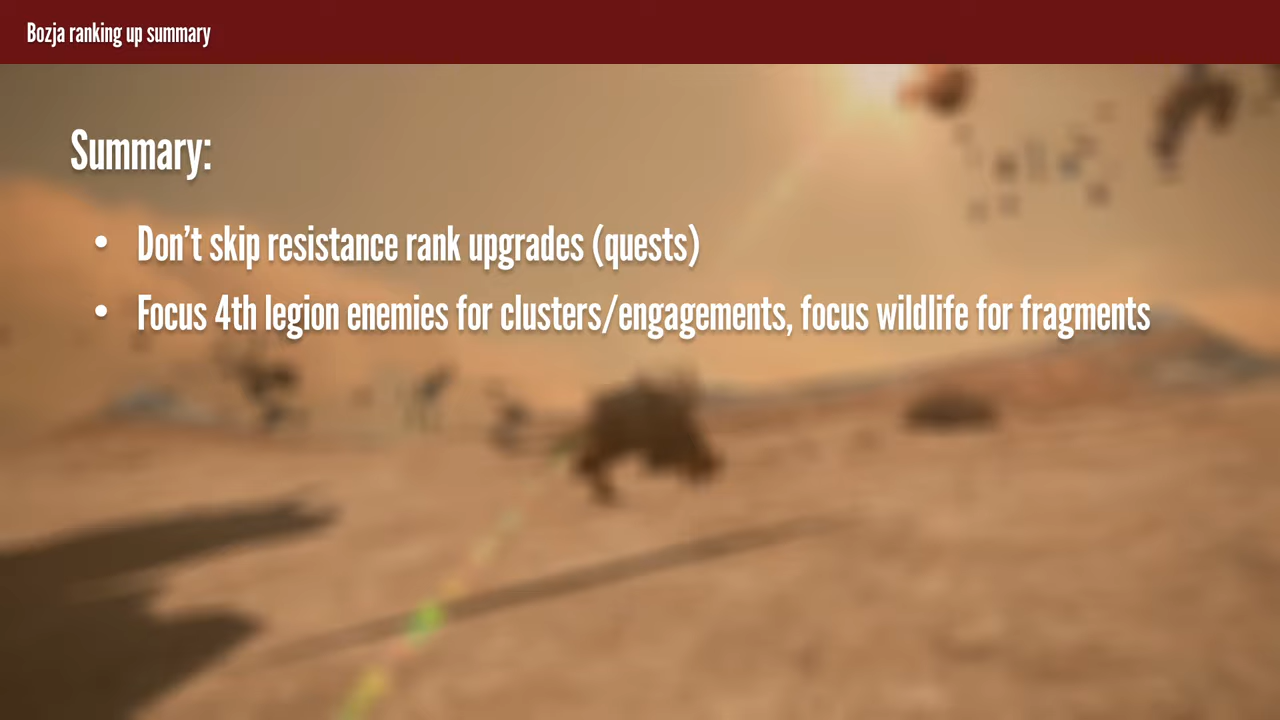 Bozja ranking up summary
Summary:
• Don’t skip resistance rank upgrades (quests)
• Focus 4th legion enemies for clusters/engagements, focus wildlife for fragments